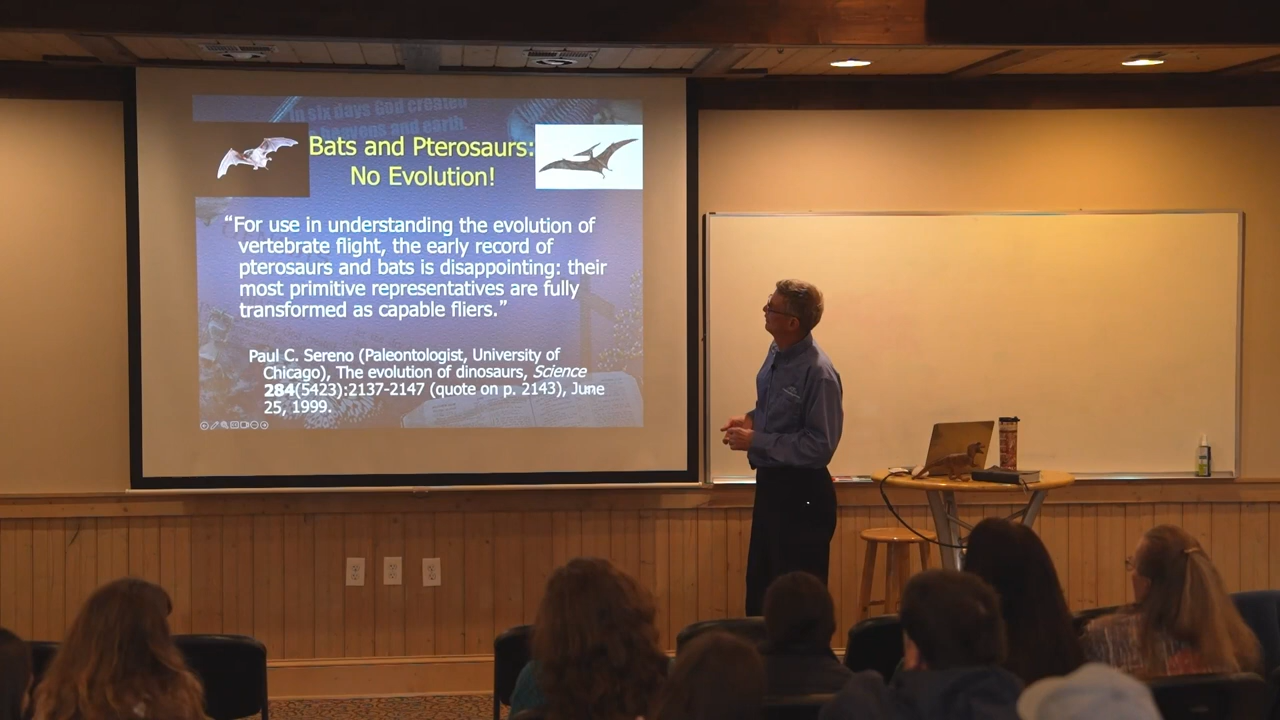 In six days God created
heavens and earth.
Bats and Pterosaurs:
No Evolution!
“For use in understanding the evolution of
vertebrate flight, the early record of
pterosaurs and bats is disappointing: their
most primitive representatives are fully
transformed as capable fliers.”
Paul C. Sereno (Paleontologist, University of
Chicago), The evolution of dinosaurs, Science
284(5423):2137-2147 (quote on p. 2143), June
25, 1999.